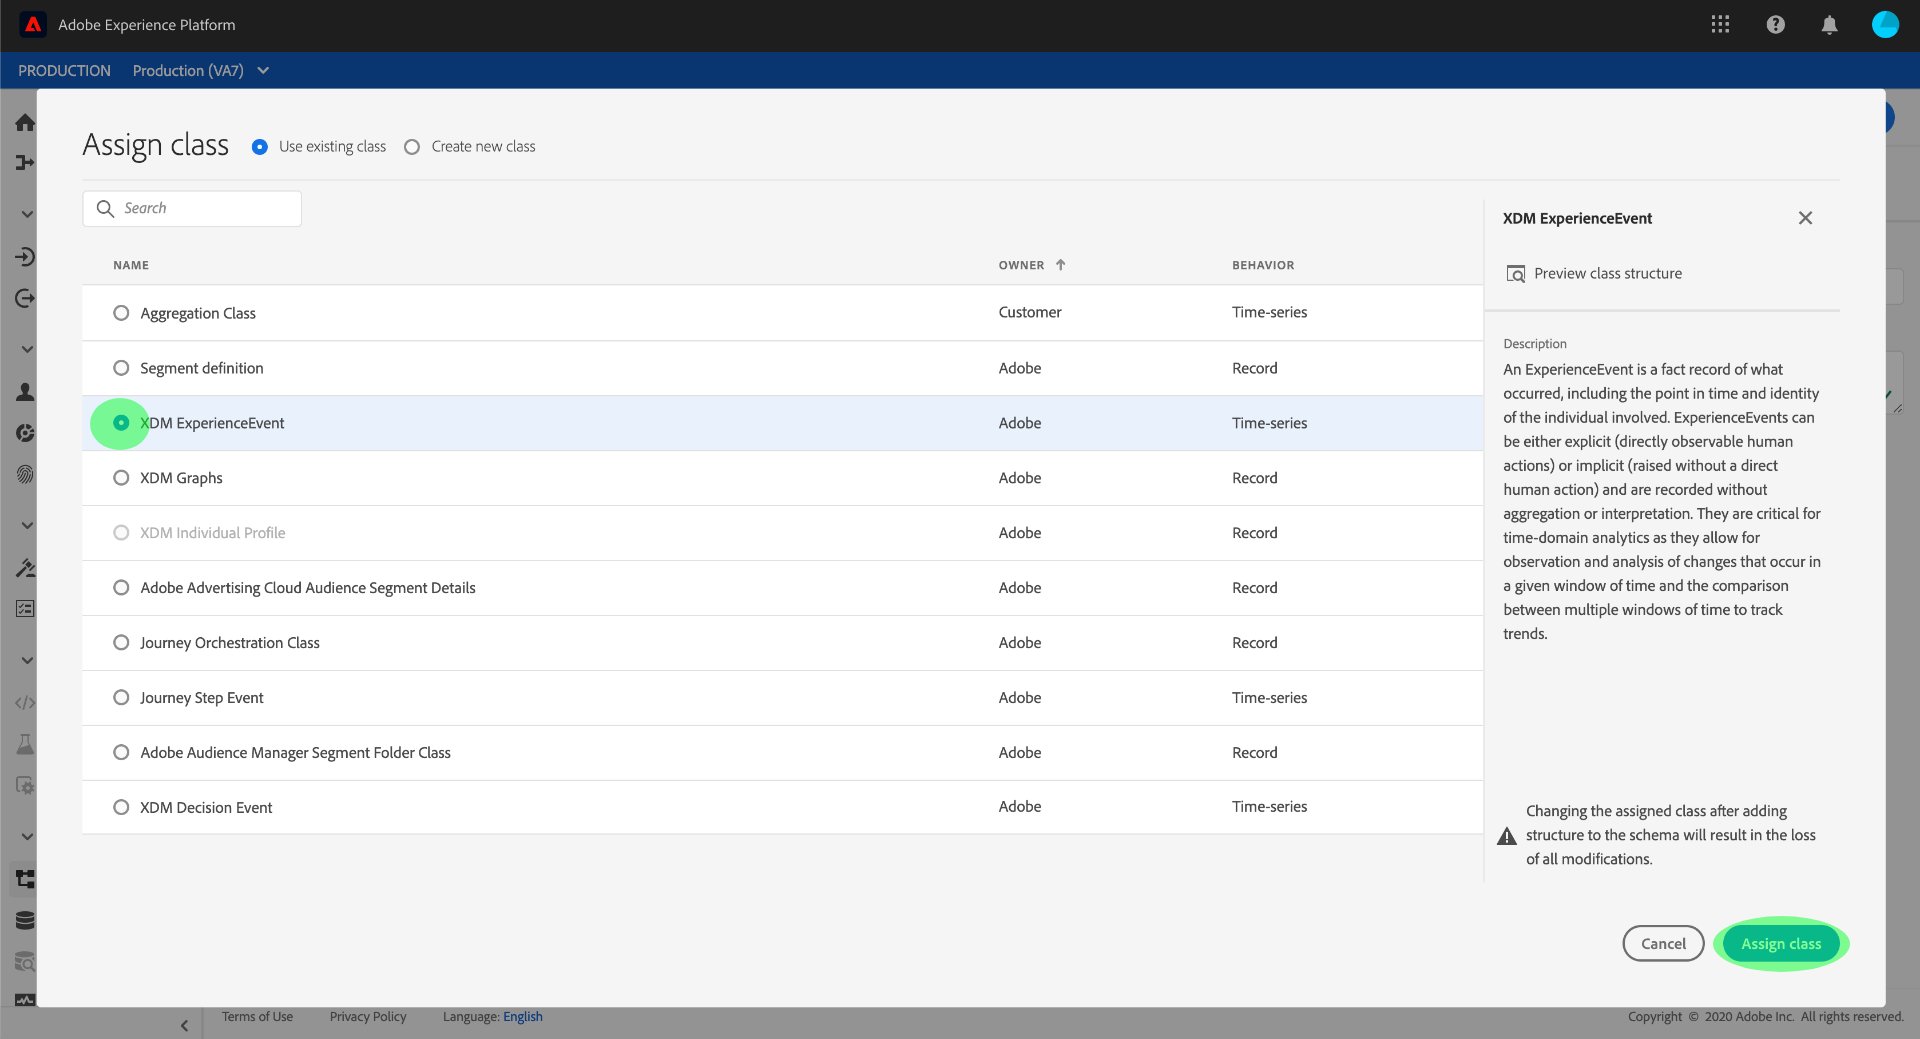 Adobe Experience Platform
PRODUCTION Production (VA7)
Assign class Use existing class Create new class
Search
NAME OWNER BEHAVIOR
Aggregation Class Customer Time-series
Segment definition Adobe Record
XDM ExperienceEvent Adobe Time-series
XDM Graphs Adobe Record
XDM Individual Profile Adobe Record
Adobe Advertising Cloud Audience Segment Details Adobe Record
Journey Orchestration Class Adobe Record
Journey Step Event Adobe Time-series
Adobe Audience Manager Segment Folder Class Adobe Record
XDM Decision Event Adobe Time-series
XDM ExperienceEvent
Preview class structure
Description
An ExperienceEvent is a fact record of what
occurred, including the point in time and identity
of the individual involved. ExperienceEvents can
be either explicit (directly observable human
actions) or implicit (raised without a direct
human action) and are recorded without
aggregation or interpretation. They are critical for
time-domain analytics as they allow for
observation and analysis of changes that occur in
a given window of time and the comparison
between multiple windows of time to track
trends.
Changing the assigned class after adding
structure to the schema will result in the loss
of all modifications.
Cancel Assign class
Terms of Use Privacy Policy Language: English Copyright © 2020 Adobe Inc. All rights reserved.